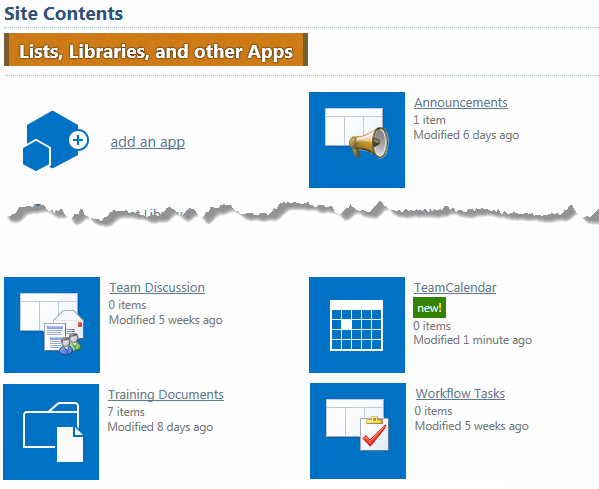 Site Contents
Lists, Libraries, and other Apps
add an app
Announcements
1 item
Modified 6 days ago
Team Discussion
0 items
Modified 5 weeks ago
TeamCalendar
new!
0 items
Modified 1 minute ago
Training Documents
7 items
Modified 8 days ago
Workflow Tasks
0 items
Modified 5 weeks ago